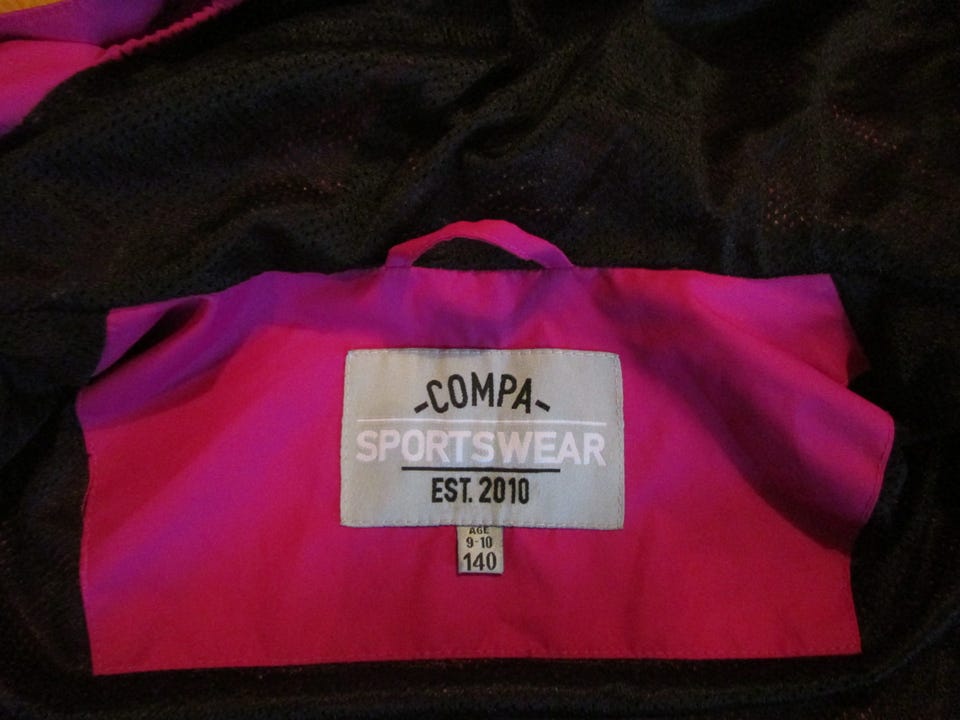 -COMPA-
SPORTSWEAR
EST. 2010
AGE
9-10
140